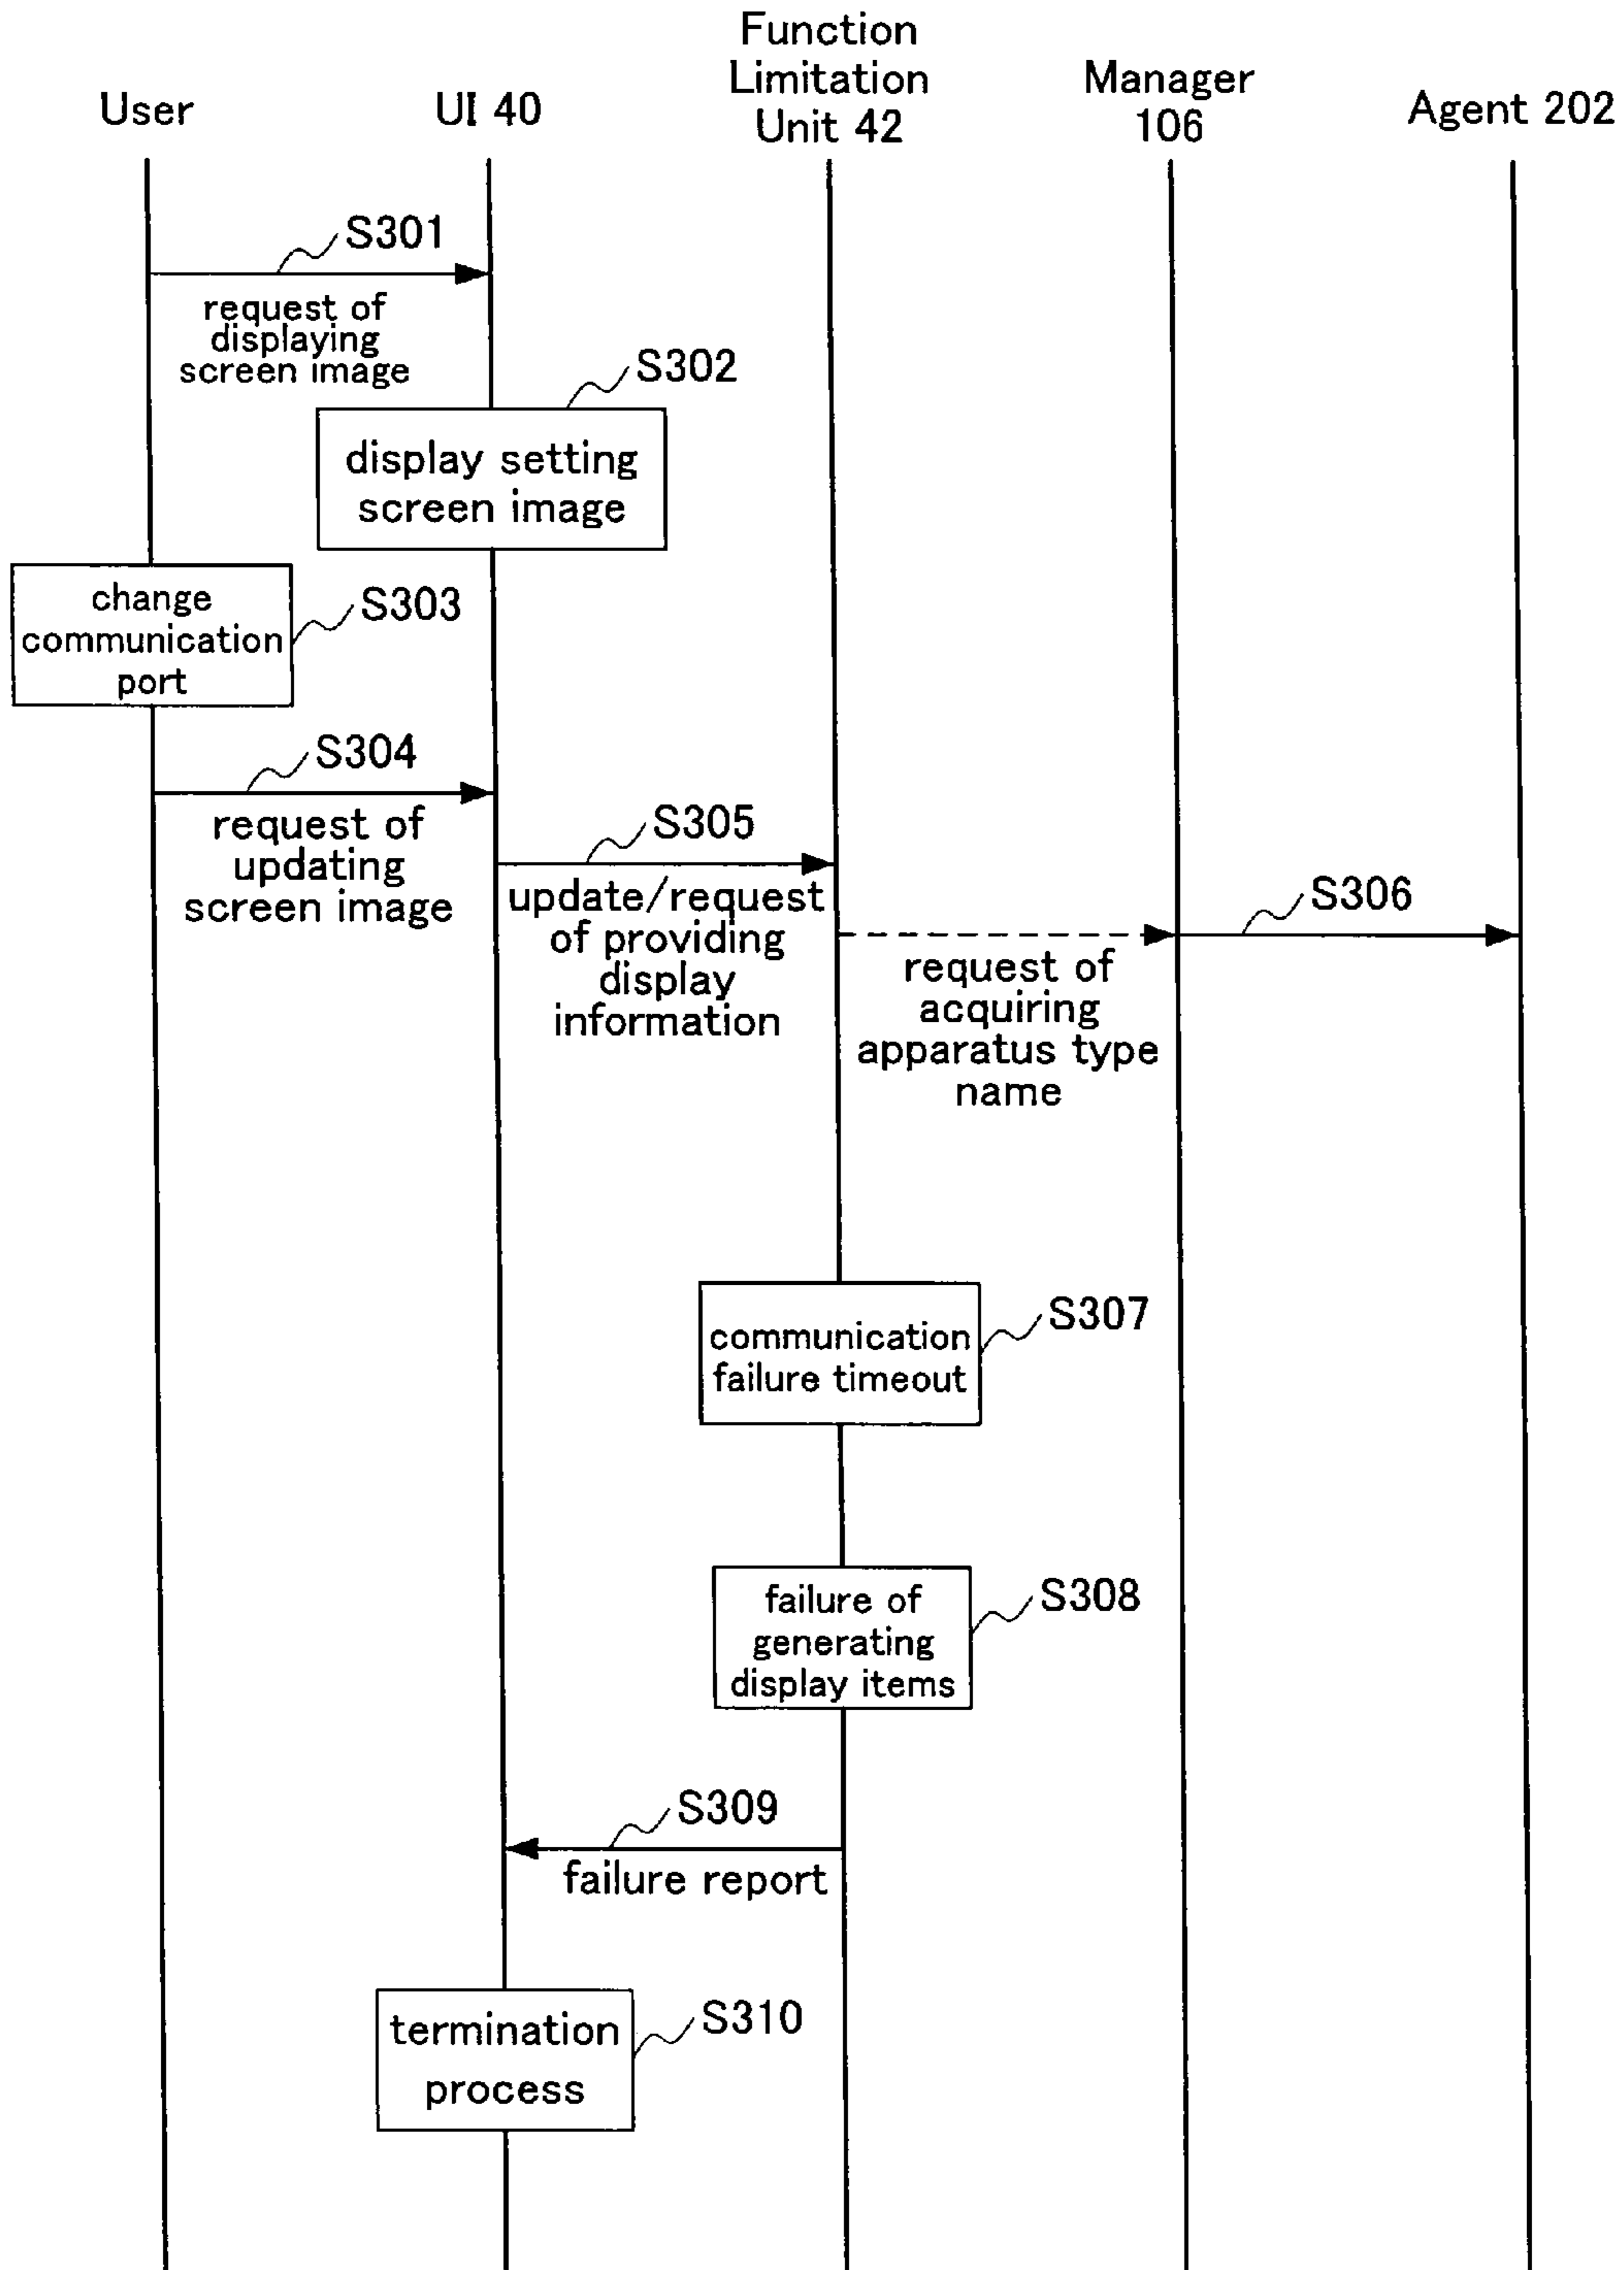 User
UI 40
Function
Limitation
Unit 42
Manager
106
Agent 202
S301
request of
displaying
screen image
S302
display setting
screen image
change
communication
port
S303
S304
request of
updating
screen image
S305
update/request
of providing
display
information
S306
request of
acquiring
apparatus type
name
communication
failure timeout
S307
failure of
generating
display items
S308
S309
failure report
termination
process
S310